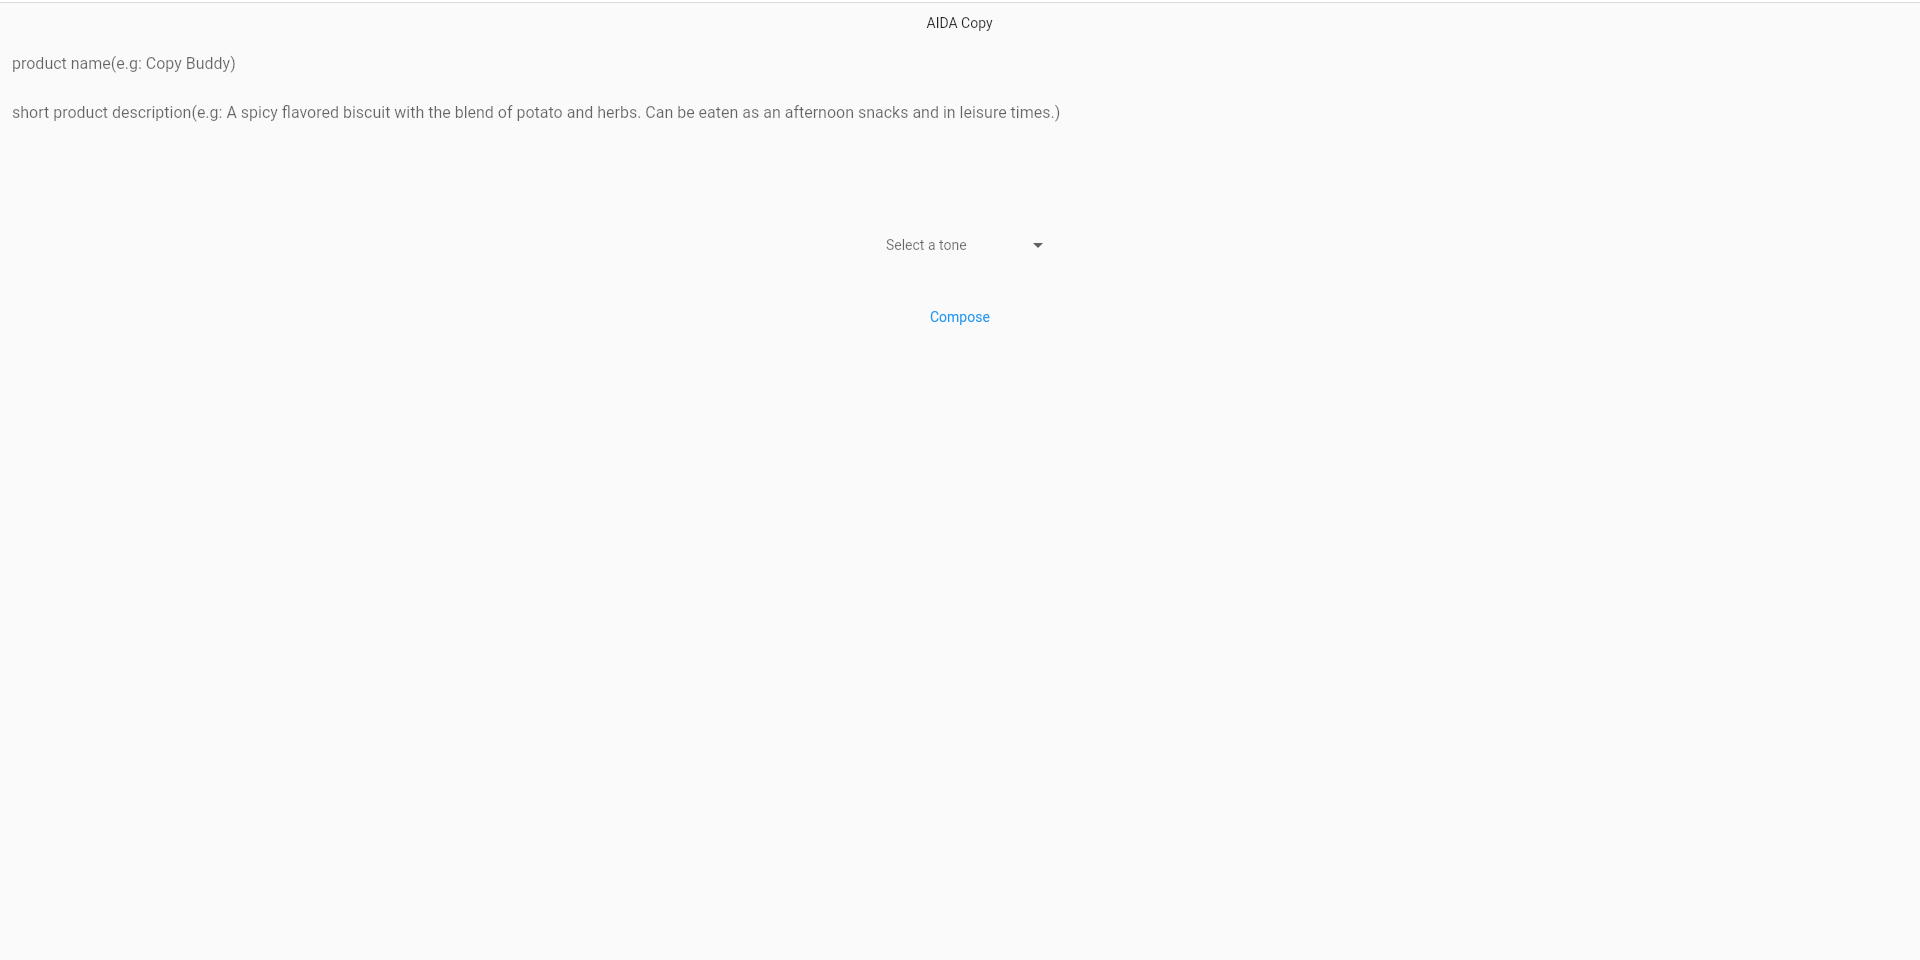 AIDA Copy
product name(e.g: Copy Buddy)
short product description(e.g: A spicy flavored biscuit with the blend of potato and herbs. Can be eaten as an afternoon snacks and in leisure times.)
Select a tone
Compose